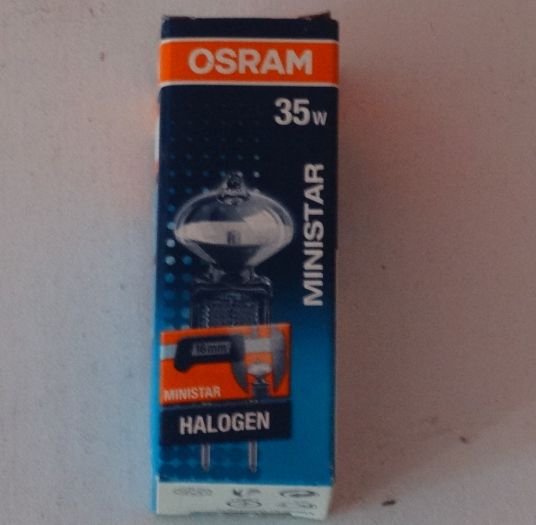 OSRAM
35W
MINISTAR
16mm
MINISTAR
HALOGEN